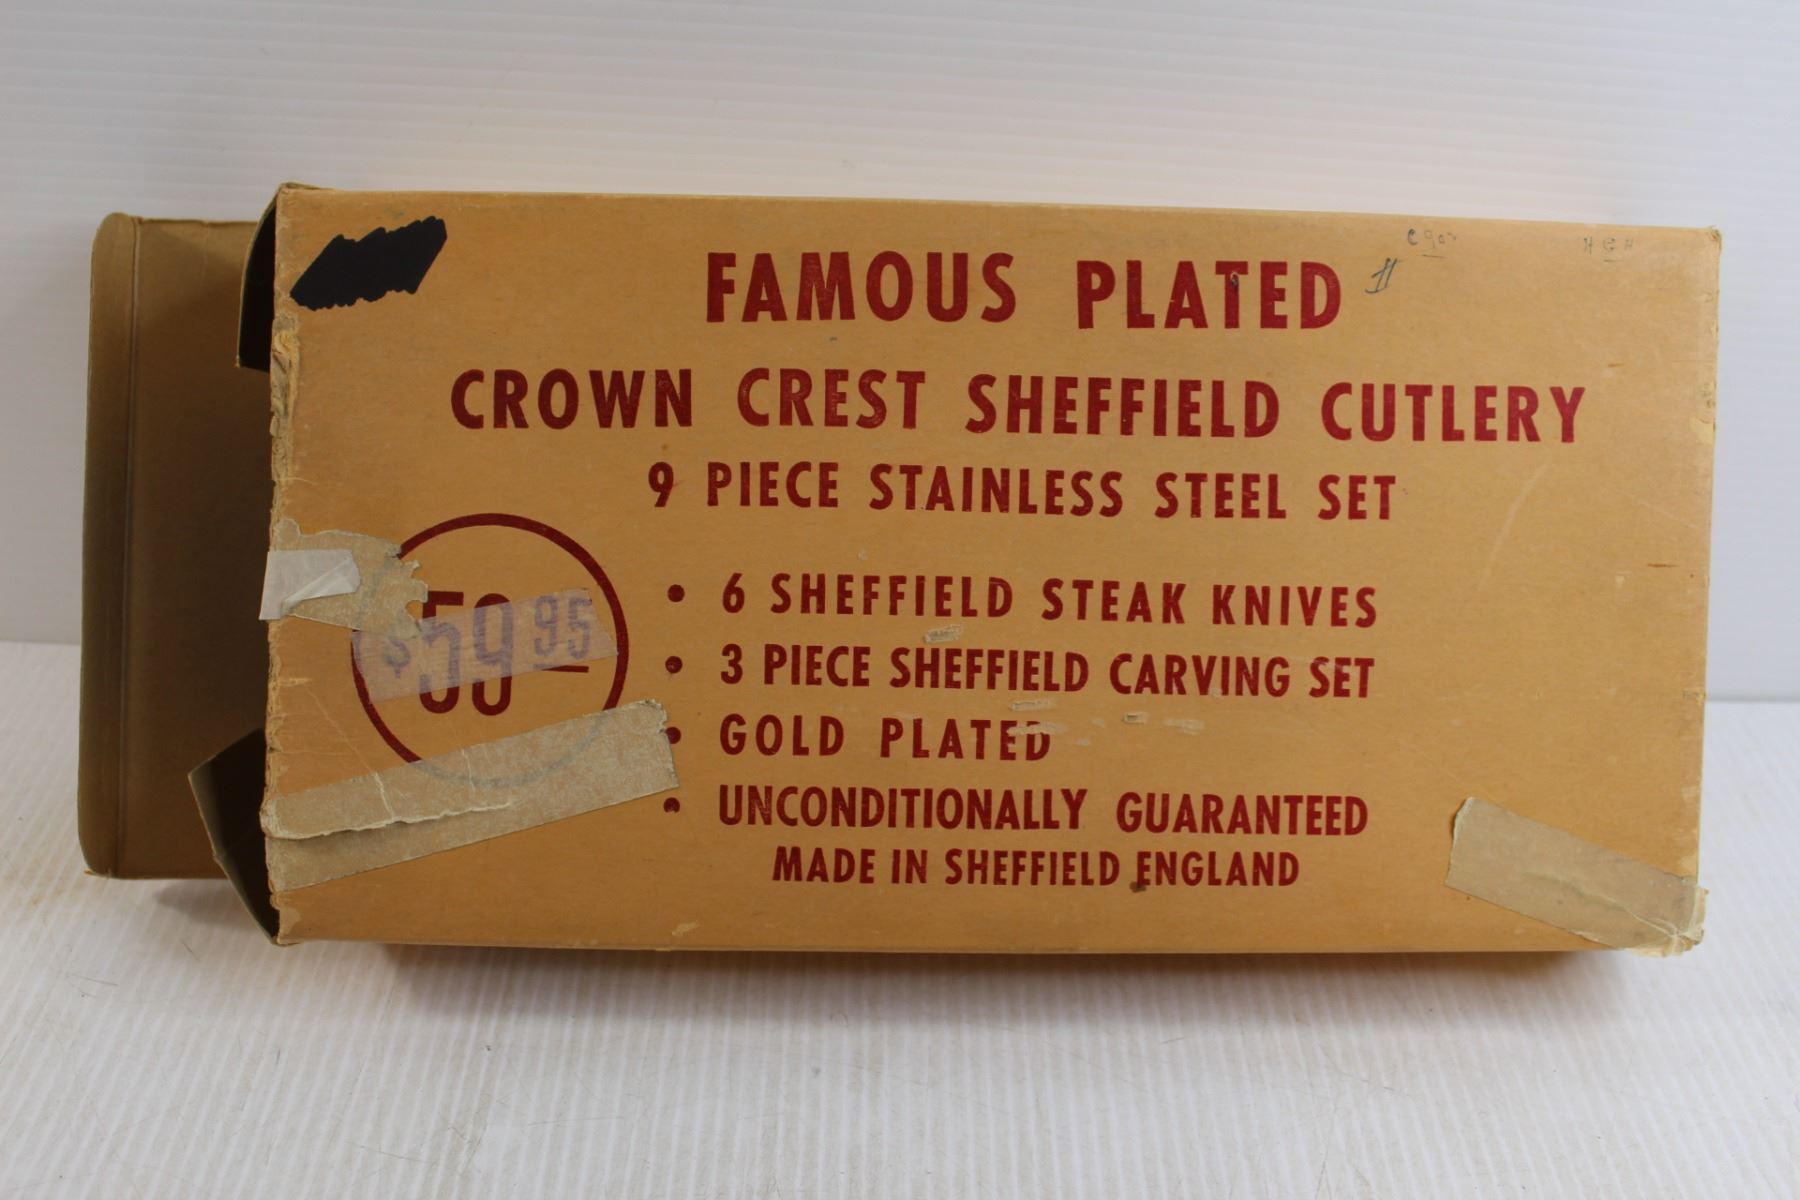 FAMOUS PLATED
CROWN CREST SHEFFIELD CUTLERY
9 PIECE STAINLESS STEEL SET
$59.95
• 6 SHEFFIELD STEAK KNIVES
• 3 PIECE SHEFFIELD CARVING SET
• GOLD PLATED
• UNCONDITIONALLY GUARANTEED
MADE IN SHEFFIELD ENGLAND